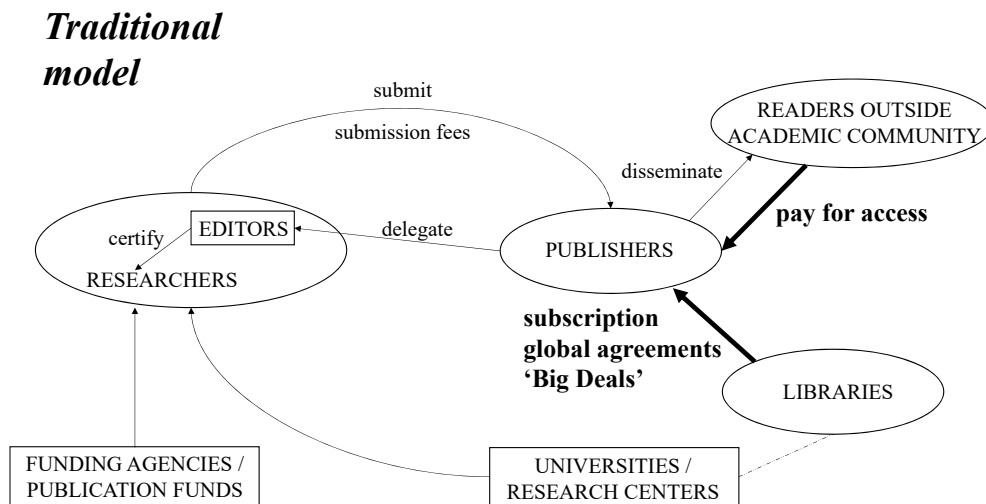 Traditional
model
submit
submission fees
READERS OUTSIDE
ACADEMIC COMMUNITY
disseminate
pay for access
EDITORS
certify
delegate
PUBLISHERS
RESEARCHERS
subscription
global agreements
‘Big Deals’
LIBRARIES
FUNDING AGENCIES /
PUBLICATION FUNDS
UNIVERSITIES /
RESEARCH CENTERS